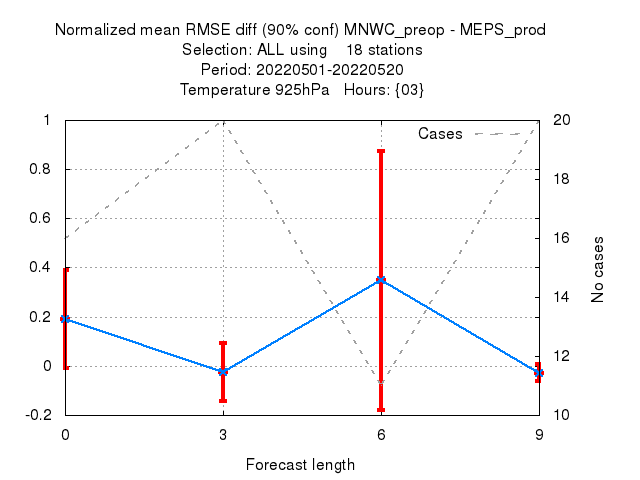 Normalized mean RMSE diff (90% conf) MNWC_preop - MEPS_prod
Selection: ALL using    18 stations
Period: 20220501-20220520
Temperature 925hPa   Hours: {03}
Cases
1
0.8
0.6
0.4
0.2
0
-0.2
20
18
16
14
12
10
No cases
0 3 6 9
Forecast length